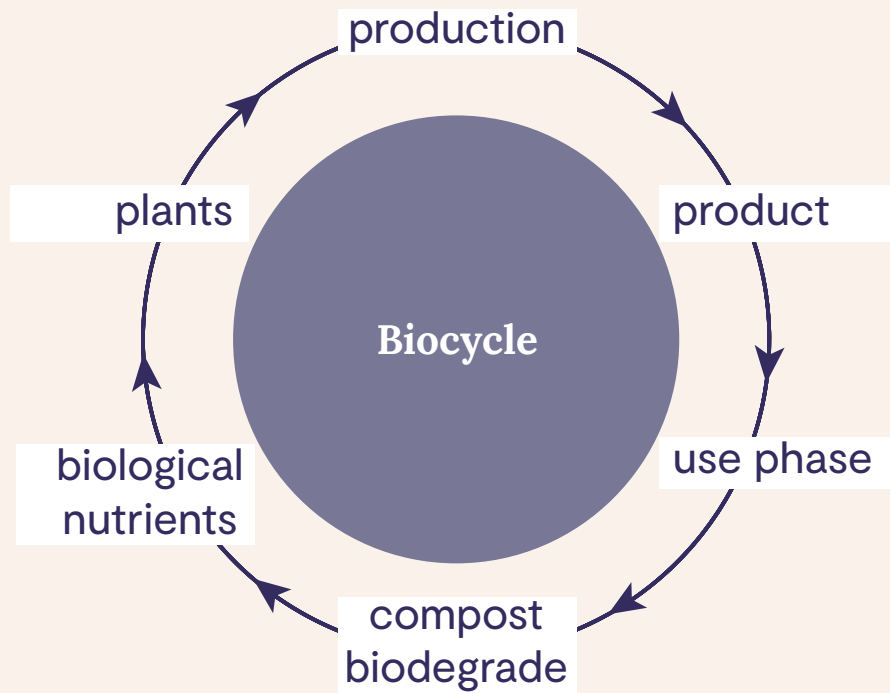 production
plants
product
Biocycle
biological
nutrients
use phase
compost
biodegrade